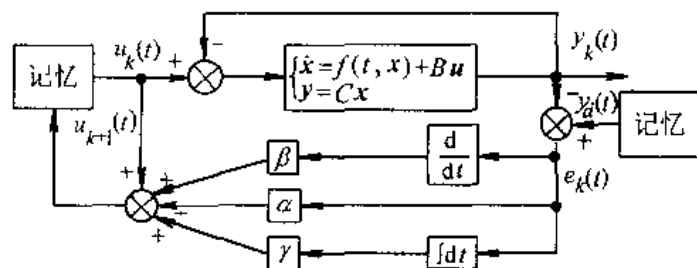 记忆
u_k(t)
+
−
ẋ=f(t, x)+Bu
y=Cx
y_k(t)
−
y_d(t)
+
记忆
u_{k+1}(t)
e_k(t)
β
d/dt
α
γ
∫dt
+
+
+
+